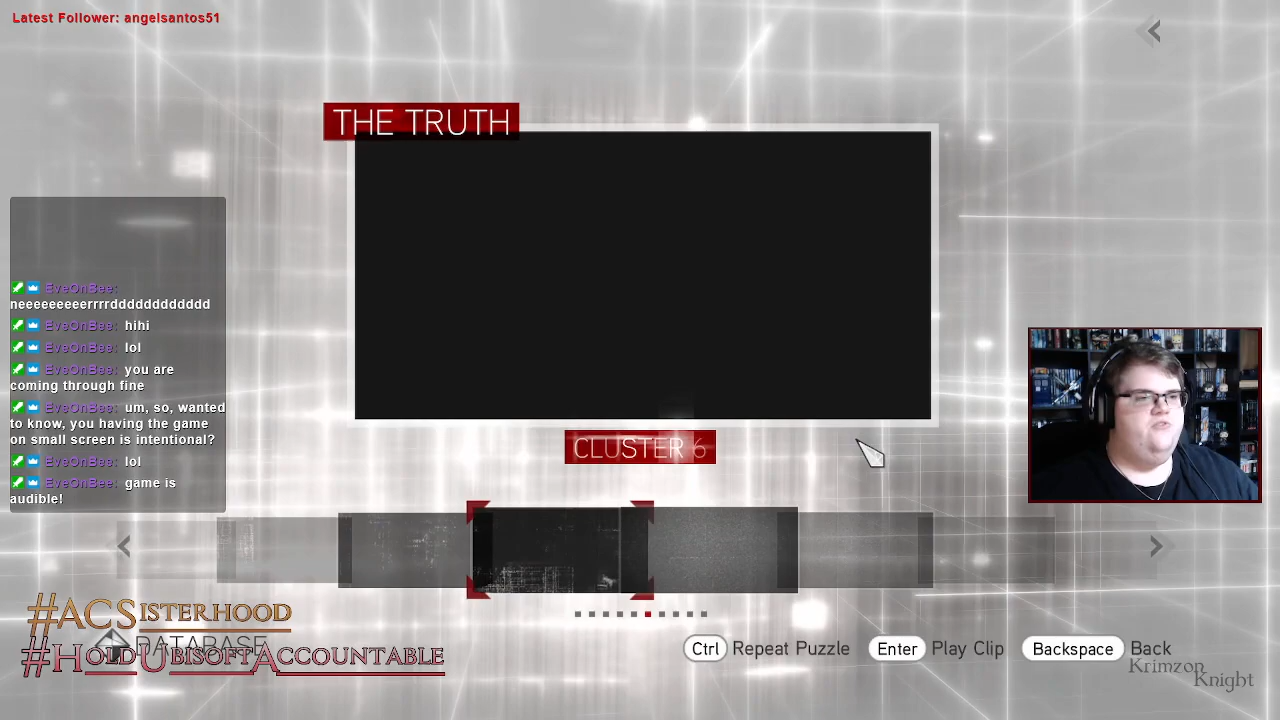 Latest Follower: angelsantos51
THE TRUTH
EveOnBee:
neeeeeeeeerrrrdddddddddddd
EveOnBee: hihi
EveOnBee: lol
EveOnBee: you are
coming through fine
EveOnBee: um, so, wanted
to know, you having the game
on small screen is intentional?
EveOnBee: lol
EveOnBee: game is
audible!
CLUSTER 6
#ACSISTERHOOD
DATABASE
#HOLDUBISOFTACCOUNTABLE
Ctrl Repeat Puzzle Enter Play Clip Backspace Back
Krimzon
Knight